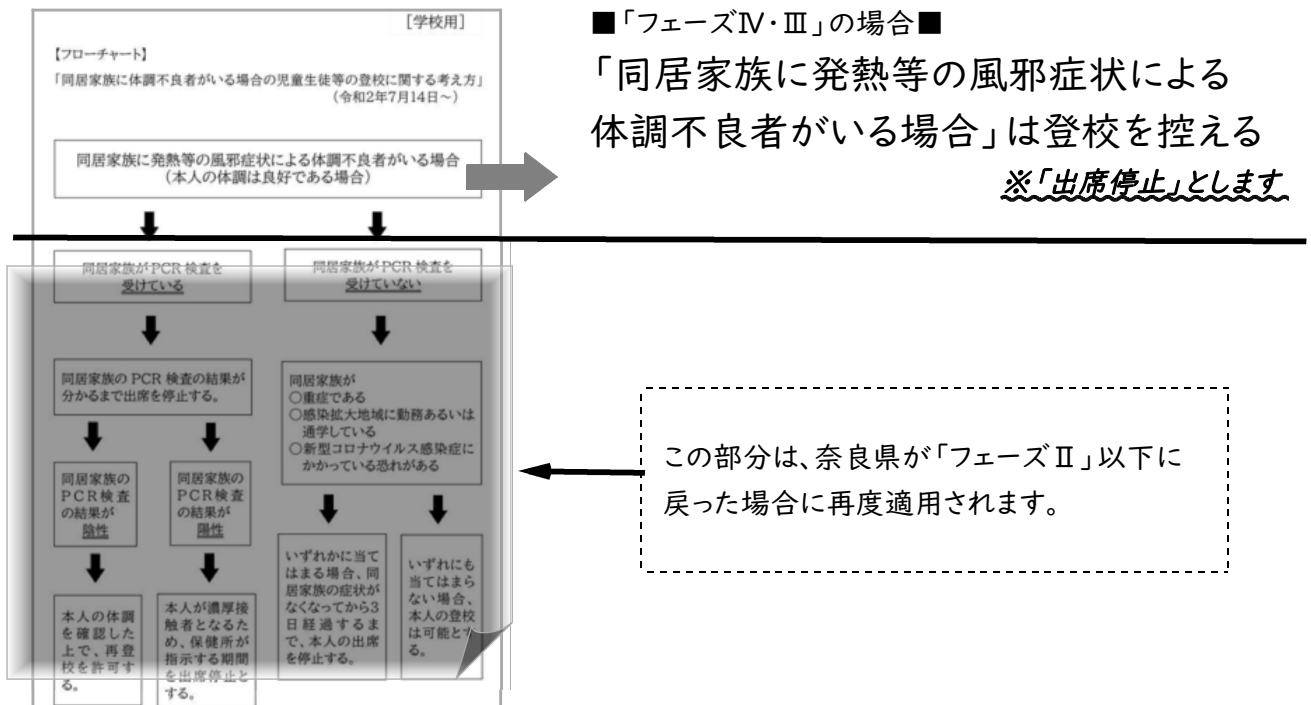 [学校用]
【フローチャート】
「同居家族に体調不良者がいる場合の児童生徒等の登校に関する考え方」
(令和2年7月14日～)
同居家族に発熱等の風邪症状による体調不良者がいる場合
(本人の体調は良好である場合)
同居家族がPCR検査を
受けている
同居家族がPCR検査を
受けていない
同居家族のPCR検査の結果が
分かるまで出席を停止する。
同居家族が
○重症である
○感染拡大地域に勤務あるいは
通学している
○新型コロナウイルス感染症に
かかっている恐れがある
同居家族の
PCR検査
の結果が
陰性
同居家族の
PCR検査
の結果が
陽性
本人の体調
を確認した
上で、再登
校を許可す
る。
本人が濃厚接
触者となるた
め、保健所が
指示する期間
を出席停止と
する。
いずれかに当て
はまる場合、同
居家族の症状が
なくなってから3
日経過するま
で、本人の出席
を停止する。
いずれにも
当てはまら
ない場合、
本人の登校
は可能とす
る。
■「フェーズⅣ・Ⅲ」の場合■
「同居家族に発熱等の風邪症状による
体調不良者がいる場合」は登校を控える
※「出席停止」とします
この部分は、奈良県が「フェーズⅡ」以下に
戻った場合に再度適用されます。